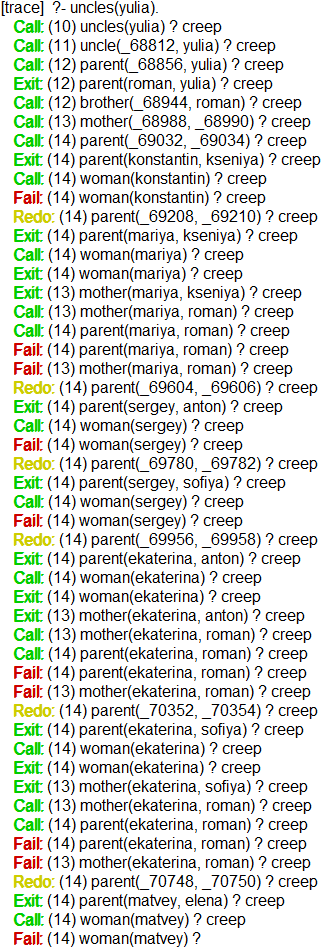 [trace]  ?- uncles(yulia).
Call: (10) uncles(yulia) ? creep
Call: (11) uncle(_68812, yulia) ? creep
Call: (12) parent(_68856, yulia) ? creep
Exit: (12) parent(roman, yulia) ? creep
Call: (12) brother(_68944, roman) ? creep
Call: (13) mother(_68988, _68990) ? creep
Call: (14) parent(_69032, _69034) ? creep
Exit: (14) parent(konstantin, kseniya) ? creep
Call: (14) woman(konstantin) ? creep
Fail: (14) woman(konstantin) ? creep
Redo: (14) parent(_69208, _69210) ? creep
Exit: (14) parent(mariya, kseniya) ? creep
Call: (14) woman(mariya) ? creep
Exit: (14) woman(mariya) ? creep
Exit: (13) mother(mariya, kseniya) ? creep
Call: (13) mother(mariya, roman) ? creep
Call: (14) parent(mariya, roman) ? creep
Fail: (14) parent(mariya, roman) ? creep
Fail: (13) mother(mariya, roman) ? creep
Redo: (14) parent(_69604, _69606) ? creep
Exit: (14) parent(sergey, anton) ? creep
Call: (14) woman(sergey) ? creep
Fail: (14) woman(sergey) ? creep
Redo: (14) parent(_69780, _69782) ? creep
Exit: (14) parent(sergey, sofiya) ? creep
Call: (14) woman(sergey) ? creep
Fail: (14) woman(sergey) ? creep
Redo: (14) parent(_69956, _69958) ? creep
Exit: (14) parent(ekaterina, anton) ? creep
Call: (14) woman(ekaterina) ? creep
Exit: (14) woman(ekaterina) ? creep
Exit: (13) mother(ekaterina, anton) ? creep
Call: (13) mother(ekaterina, roman) ? creep
Call: (14) parent(ekaterina, roman) ? creep
Fail: (14) parent(ekaterina, roman) ? creep
Fail: (13) mother(ekaterina, roman) ? creep
Redo: (14) parent(_70352, _70354) ? creep
Exit: (14) parent(ekaterina, sofiya) ? creep
Call: (14) woman(ekaterina) ? creep
Exit: (14) woman(ekaterina) ? creep
Exit: (13) mother(ekaterina, sofiya) ? creep
Call: (13) mother(ekaterina, roman) ? creep
Call: (14) parent(ekaterina, roman) ? creep
Fail: (14) parent(ekaterina, roman) ? creep
Fail: (13) mother(ekaterina, roman) ? creep
Redo: (14) parent(_70748, _70750) ? creep
Exit: (14) parent(matvey, elena) ? creep
Call: (14) woman(matvey) ? creep
Fail: (14) woman(matvey) ?